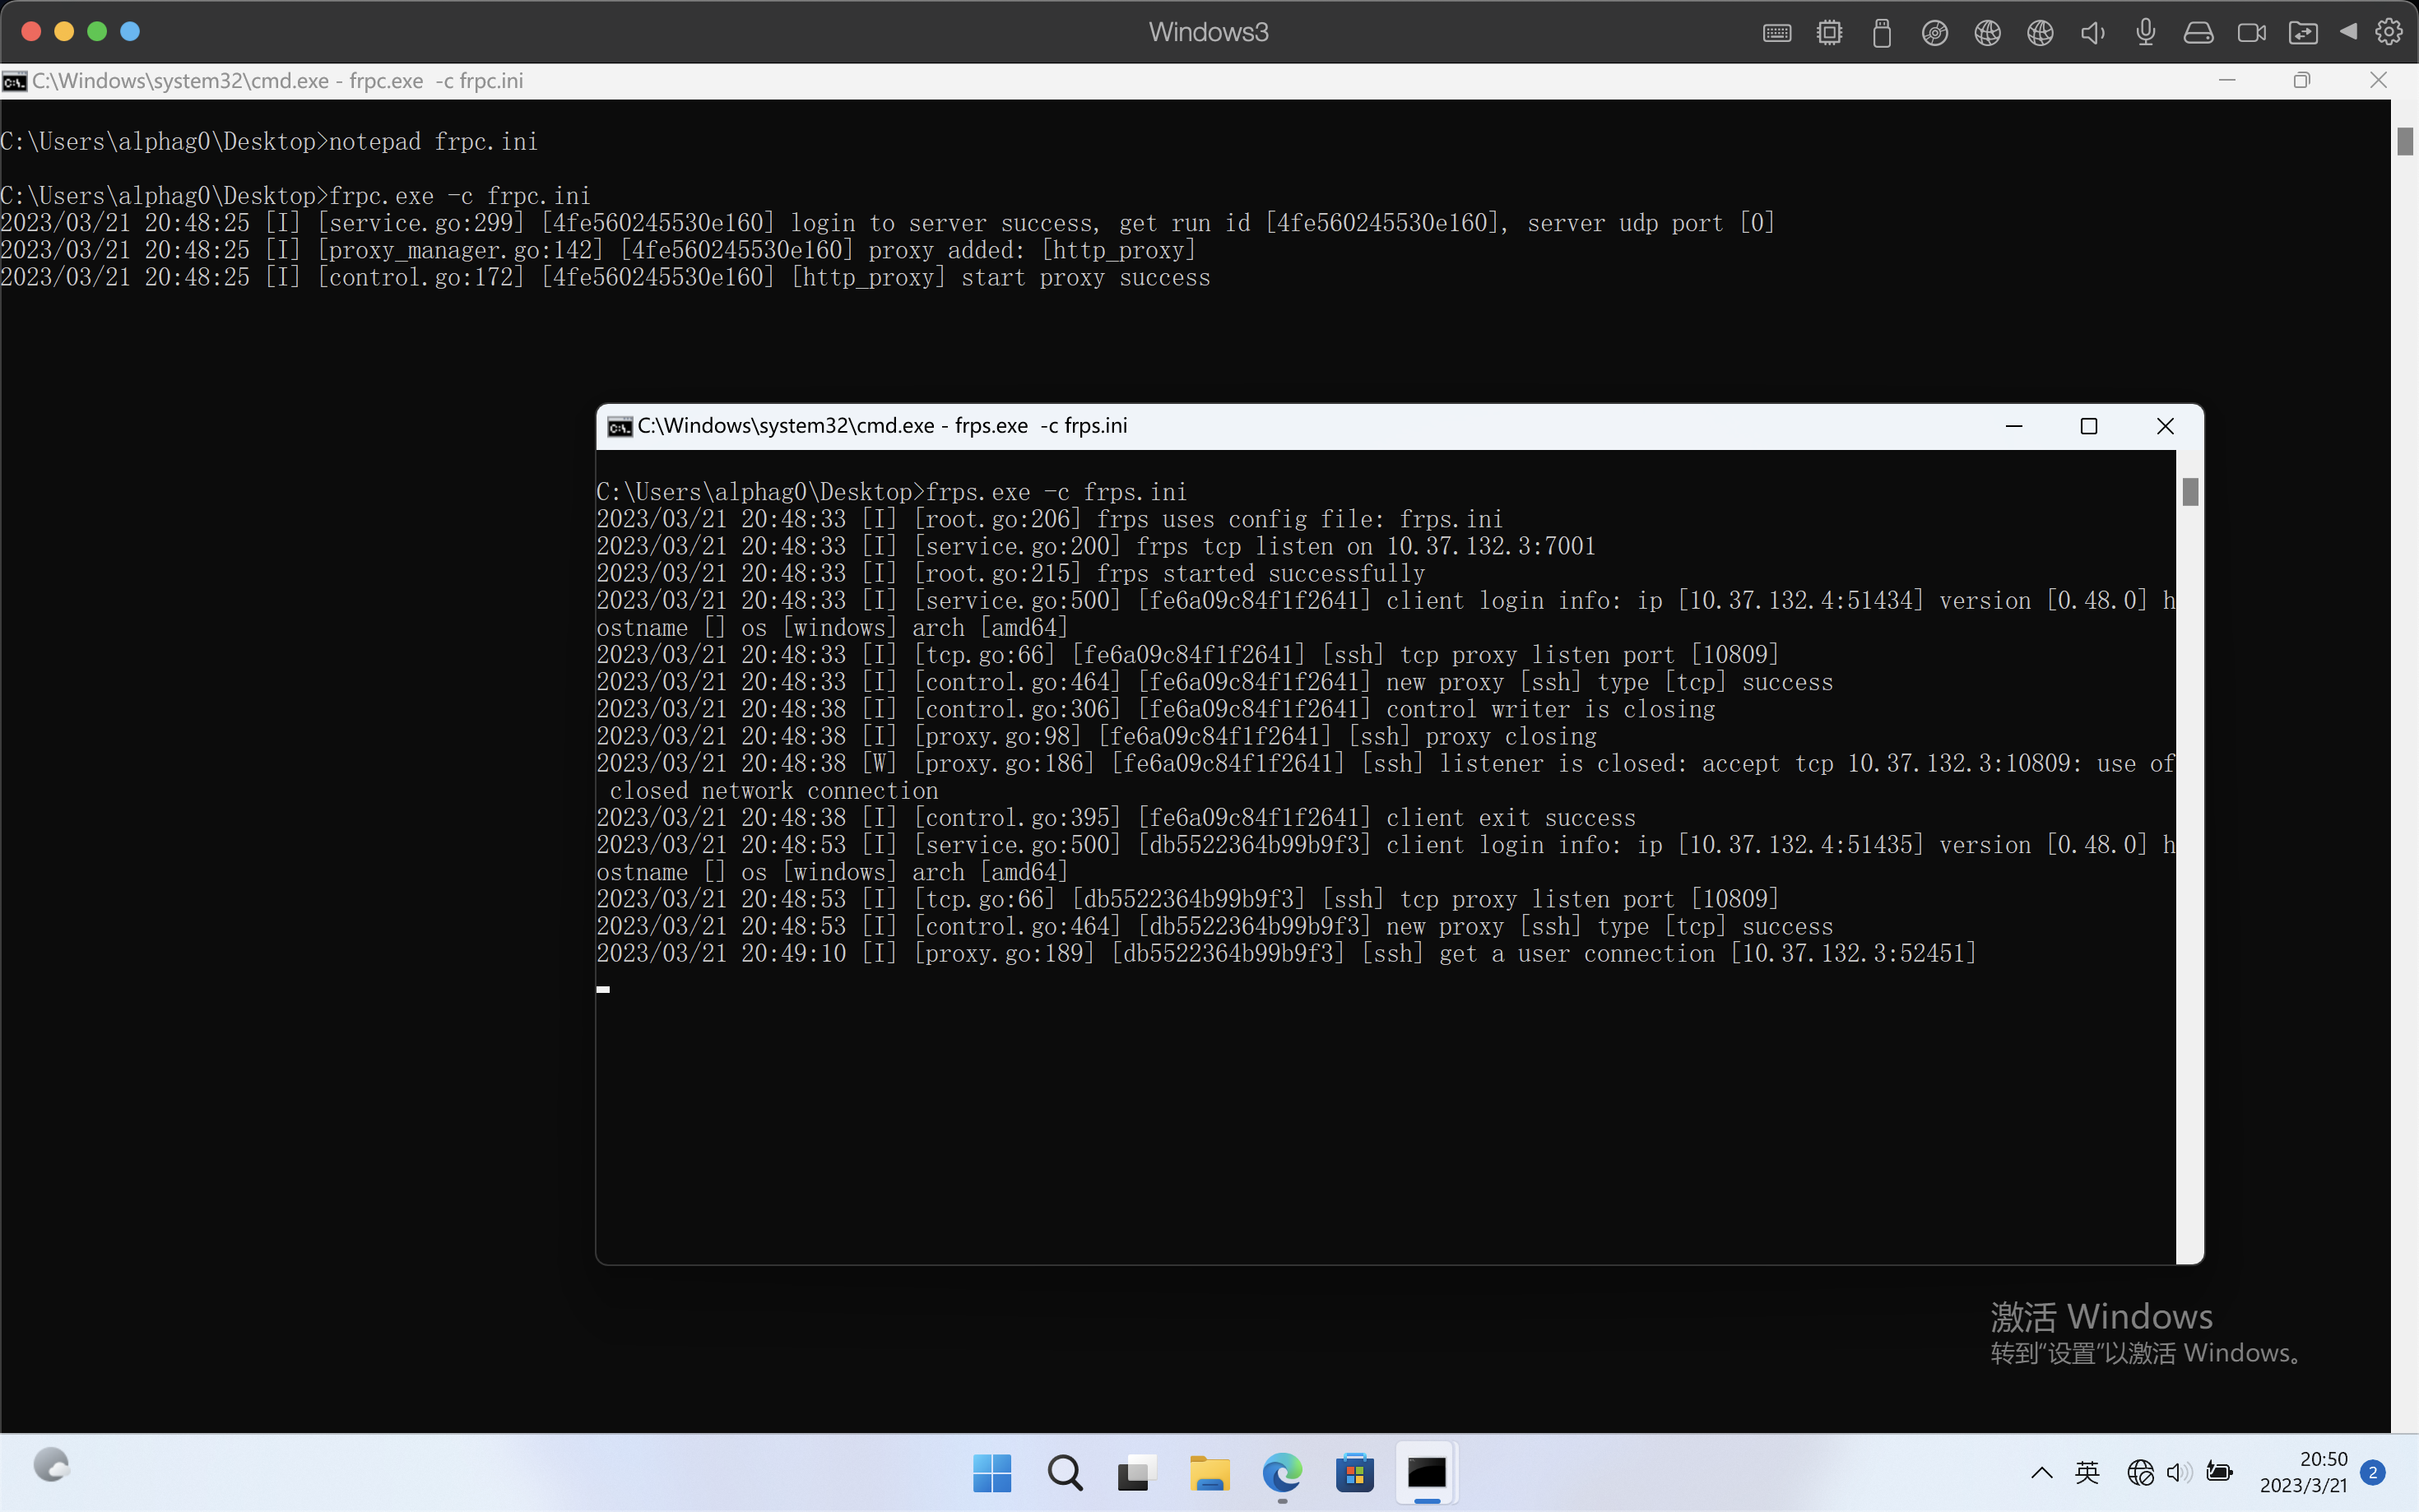 Windows3
C:\Windows\system32\cmd.exe - frpc.exe  -c frpc.ini
C:\Users\alphag0\Desktop>notepad frpc.ini
C:\Users\alphag0\Desktop>frpc.exe -c frpc.ini
2023/03/21 20:48:25 [I] [service.go:299] [4fe560245530e160] login to server success, get run id [4fe560245530e160], server udp port [0]
2023/03/21 20:48:25 [I] [proxy_manager.go:142] [4fe560245530e160] proxy added: [http_proxy]
2023/03/21 20:48:25 [I] [control.go:172] [4fe560245530e160] [http_proxy] start proxy success
C:\Windows\system32\cmd.exe - frps.exe  -c frps.ini
C:\Users\alphag0\Desktop>frps.exe -c frps.ini
2023/03/21 20:48:33 [I] [root.go:206] frps uses config file: frps.ini
2023/03/21 20:48:33 [I] [service.go:200] frps tcp listen on 10.37.132.3:7001
2023/03/21 20:48:33 [I] [root.go:215] frps started successfully
2023/03/21 20:48:33 [I] [service.go:500] [fe6a09c84f1f2641] client login info: ip [10.37.132.4:51434] version [0.48.0] h
ostname [] os [windows] arch [amd64]
2023/03/21 20:48:33 [I] [tcp.go:66] [fe6a09c84f1f2641] [ssh] tcp proxy listen port [10809]
2023/03/21 20:48:33 [I] [control.go:464] [fe6a09c84f1f2641] new proxy [ssh] type [tcp] success
2023/03/21 20:48:38 [I] [control.go:306] [fe6a09c84f1f2641] control writer is closing
2023/03/21 20:48:38 [I] [proxy.go:98] [fe6a09c84f1f2641] [ssh] proxy closing
2023/03/21 20:48:38 [W] [proxy.go:186] [fe6a09c84f1f2641] [ssh] listener is closed: accept tcp 10.37.132.3:10809: use of
closed network connection
2023/03/21 20:48:38 [I] [control.go:395] [fe6a09c84f1f2641] client exit success
2023/03/21 20:48:53 [I] [service.go:500] [db5522364b99b9f3] client login info: ip [10.37.132.4:51435] version [0.48.0] h
ostname [] os [windows] arch [amd64]
2023/03/21 20:48:53 [I] [tcp.go:66] [db5522364b99b9f3] [ssh] tcp proxy listen port [10809]
2023/03/21 20:48:53 [I] [control.go:464] [db5522364b99b9f3] new proxy [ssh] type [tcp] success
2023/03/21 20:49:10 [I] [proxy.go:189] [db5522364b99b9f3] [ssh] get a user connection [10.37.132.3:52451]
激活 Windows
转到“设置”以激活 Windows。
英
20:50
2023/3/21
2